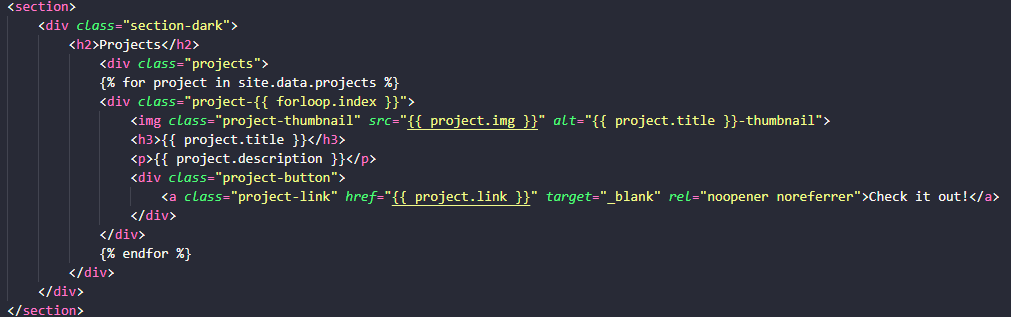 <section>
<div class="section-dark">
<h2>Projects</h2>
<div class="projects">
{% for project in site.data.projects %}
<div class="project-{{ forloop.index }}">
<img class="project-thumbnail" src="{{ project.img }}" alt="{{ project.title }}-thumbnail">
<h3>{{ project.title }}</h3>
<p>{{ project.description }}</p>
<div class="project-button">
<a class="project-link" href="{{ project.link }}" target="_blank" rel="noopener noreferrer">Check it out!</a>
</div>
</div>
{% endfor %}
</div>
</div>
</section>